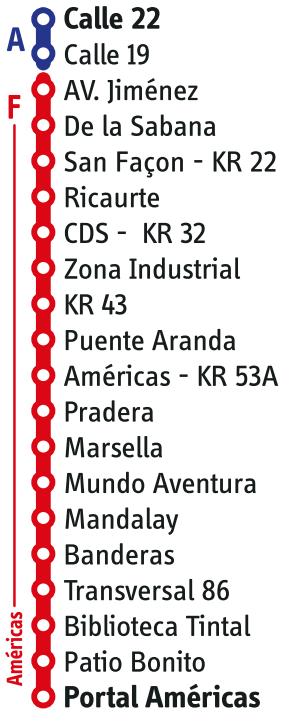 A
Calle 22
Calle 19
F
AV. Jiménez
De la Sabana
San Façon - KR 22
Ricaurte
CDS - KR 32
Zona Industrial
KR 43
Puente Aranda
Américas - KR 53A
Pradera
Marsella
Mundo Aventura
Mandalay
Banderas
Transversal 86
Biblioteca Tintal
Patio Bonito
Portal Américas
Américas